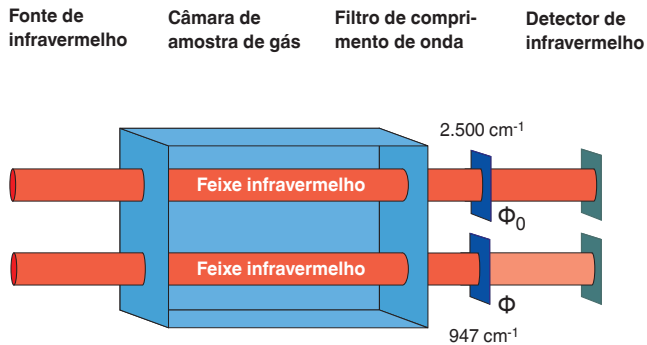 Fonte de
infravermelho
Câmara de
amostra de gás
Filtro de compri-
mento de onda
Detector de
infravermelho
2.500 cm⁻¹
Feixe infravermelho
Φ₀
Feixe infravermelho
Φ
947 cm⁻¹